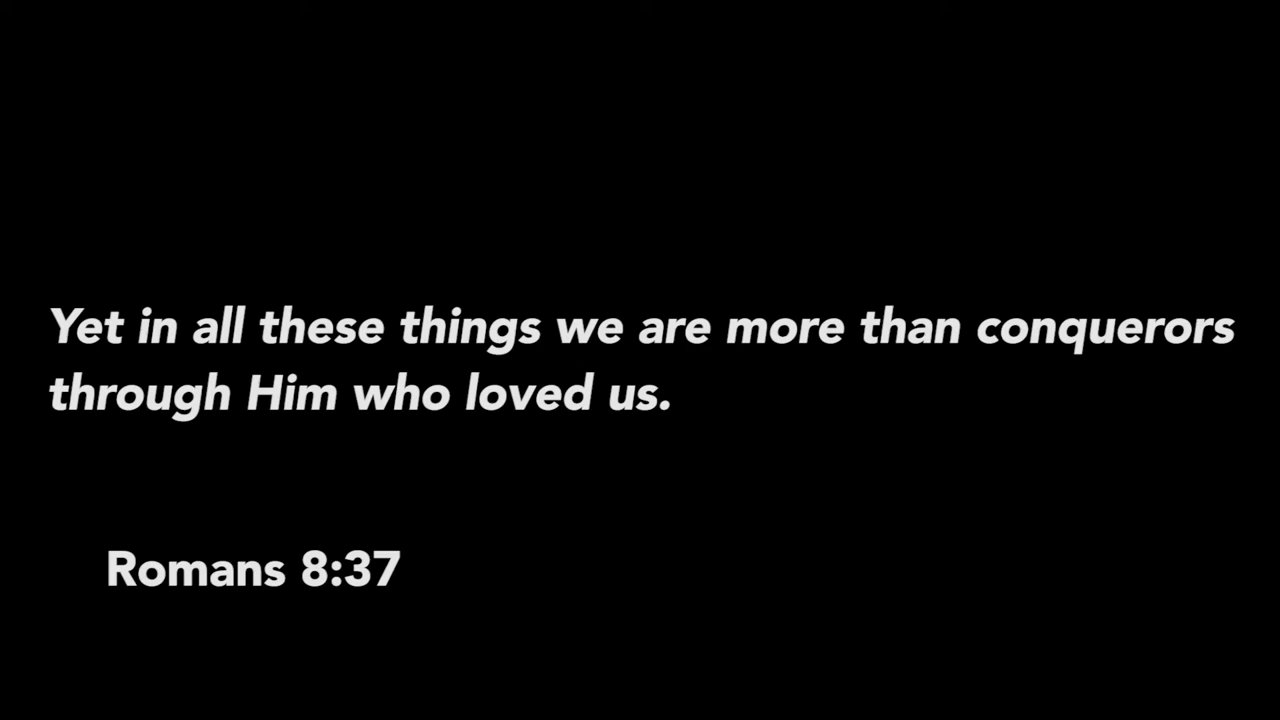 Yet in all these things we are more than conquerors
through Him who loved us.
Romans 8:37